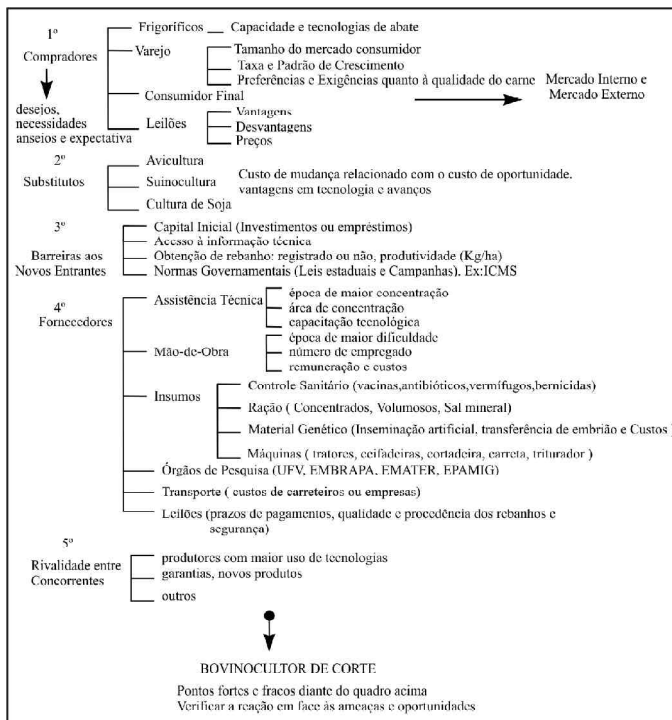 1º
Compradores
desejos,
necessidades
anseios e expectativa
Frigoríficos
Capacidade e tecnologias de abate
Varejo
Tamanho do mercado consumidor
Taxa e Padrão de Crescimento
Preferências e Exigências quanto à qualidade do carne
Consumidor Final
Mercado Interno e
Mercado Externo
Leilões
Vantagens
Desvantagens
Preços
2º
Substitutos
Avicultura
Suinocultura
Cultura de Soja
Custo de mudança relacionado com o custo de oportunidade.
vantagens em tecnologia e avanços
3º
Barreiras aos
Novos Entrantes
Capital Inicial (Investimentos ou empréstimos)
Acesso à informação técnica
Obtenção de rebanho: registrado ou não, produtividade (Kg/ha)
Normas Governamentais (Leis estaduais e Campanhas). Ex:ICMS
4º
Fornecedores
Assistência Técnica
época de maior concentração
área de concentração
capacitação tecnológica
Mão-de-Obra
época de maior dificuldade
número de empregado
remuneração e custos
Insumos
Controle Sanitário (vacinas,antibióticos,vermífugos,bernicidas)
Ração ( Concentrados, Volumosos, Sal mineral)
Material Genético (Inseminação artificial, transferência de embrião e Custos )
Máquinas ( tratores, ceifadeiras, cortadeira, carreta, triturador )
Órgãos de Pesquisa (UFV, EMBRAPA, EMATER, EPAMIG)
Transporte ( custos de carreteiros ou empresas)
Leilões (prazos de pagamentos, qualidade e procedência dos rebanhos e
segurança)
5º
Rivalidade entre
Concorrentes
produtores com maior uso de tecnologias
garantias, novos produtos
outros
BOVINOCULTOR DE CORTE
Pontos fortes e fracos diante do quadro acima
Verificar a reação em face às ameaças e oportunidades